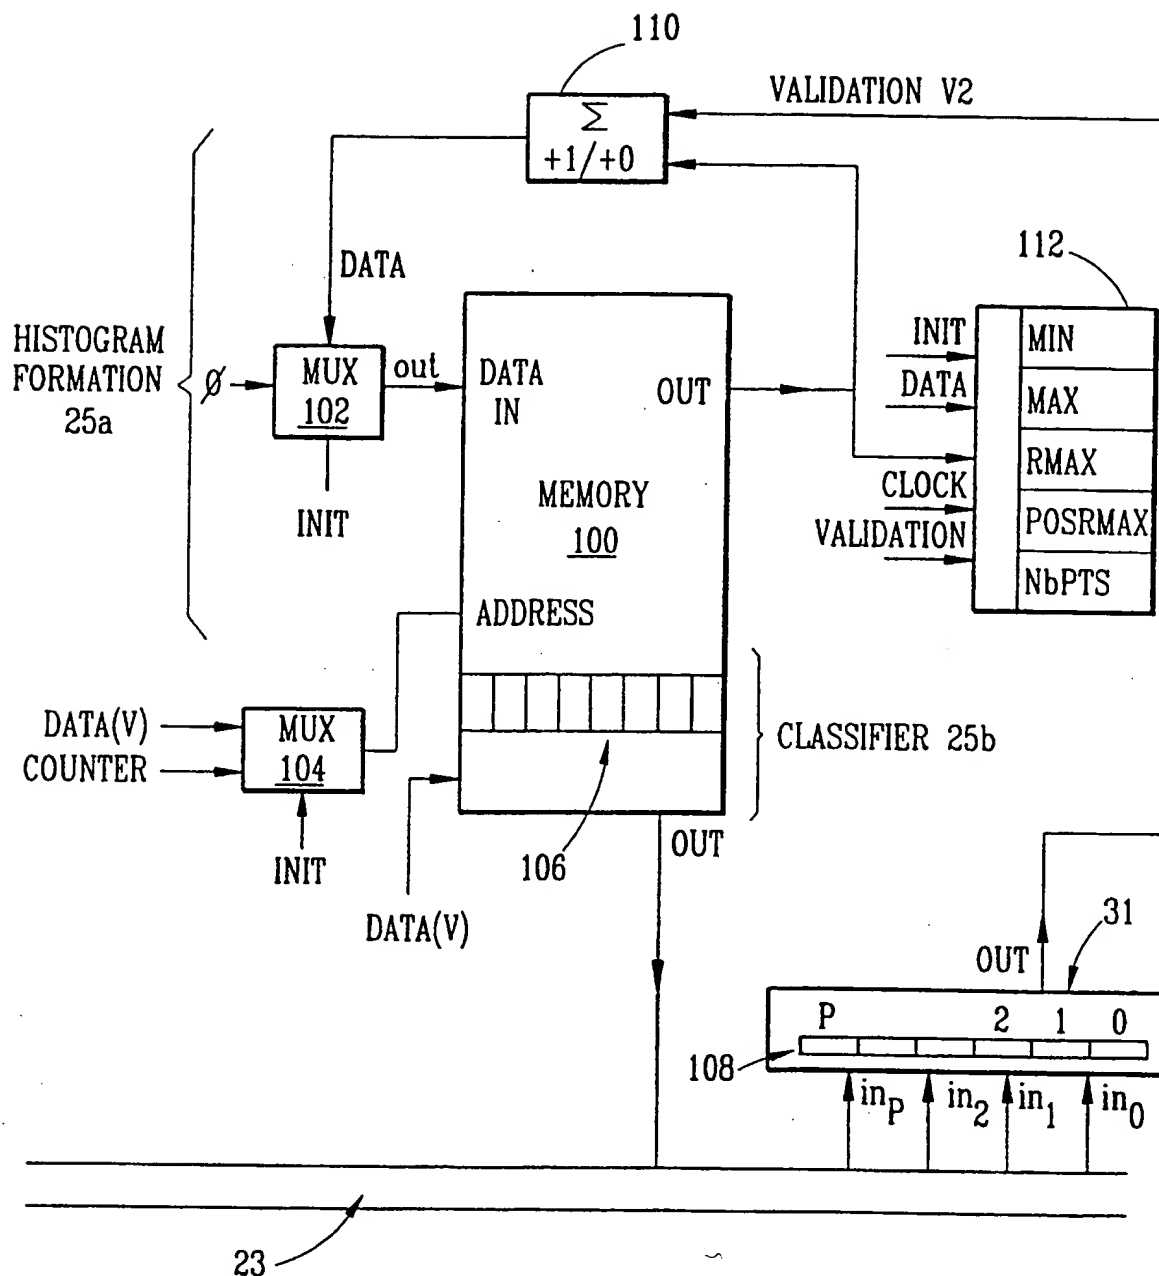 110
VALIDATION V2
Σ
+1/+0
112
DATA
HISTOGRAM
FORMATION
25a
Ø
MUX
102
out
INIT
DATA
IN
OUT
MEMORY
100
ADDRESS
INIT
DATA
CLOCK
VALIDATION
MIN
MAX
RMAX
POSRMAX
NbPTS
DATA(V)
COUNTER
MUX
104
INIT
CLASSIFIER 25b
106
OUT
DATA(V)
31
OUT
P 2 1 0
108
inP in2 in1 in0
23